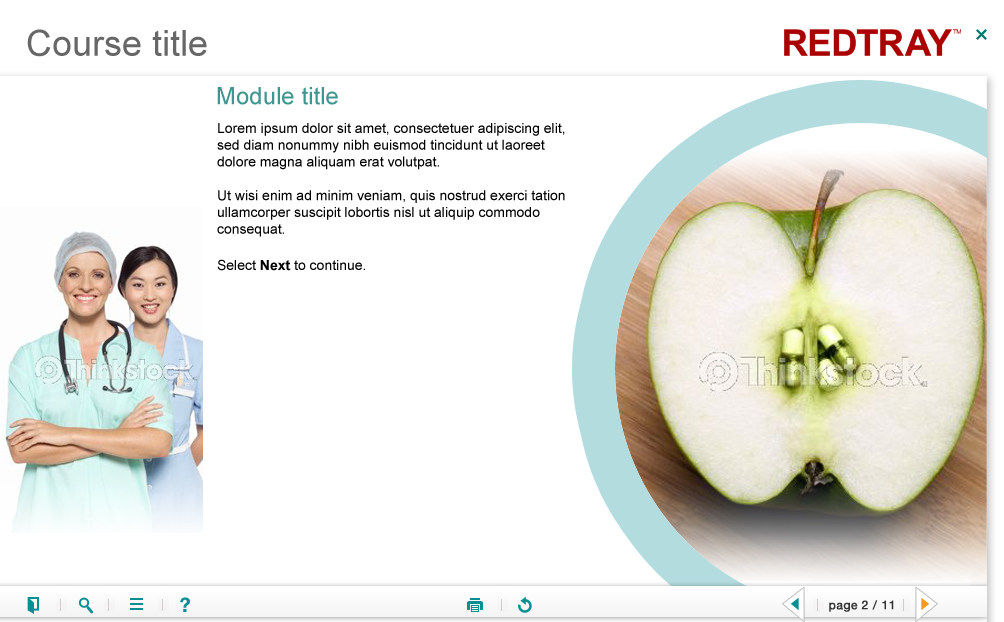 Course title
REDTRAY™
Module title
Lorem ipsum dolor sit amet, consectetuer adipiscing elit,
sed diam nonummy nibh euismod tincidunt ut laoreet
dolore magna aliquam erat volutpat.
Ut wisi enim ad minim veniam, quis nostrud exerci tation
ullamcorper suscipit lobortis nisl ut aliquip commodo
consequat.
Select Next to continue.
Thinkstock
Thinkstock
?
page 2 / 11